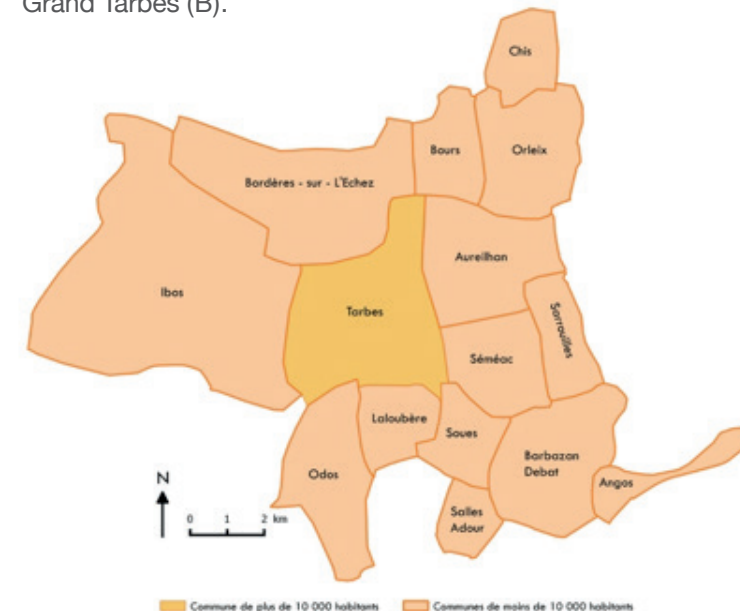 Grand Tarbes (B).
Chis
Bours
Orleix
Bordères - sur - L'Echez
Aureilhan
Ibos
Tarbes
Sarrouilles
Séméac
Laloubère
Soues
Barbazan
Debat
Odos
Angos
Salles
Adour
N
0 1 2 km
Commune de plus de 10 000 habitants
Communes de moins de 10 000 habitants